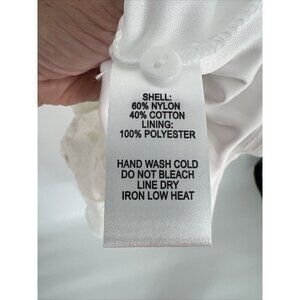 SHELL:
60% NYLON
40% COTTON
LINING:
100% POLYESTER
HAND WASH COLD
DO NOT BLEACH
LINE DRY
IRON LOW HEAT